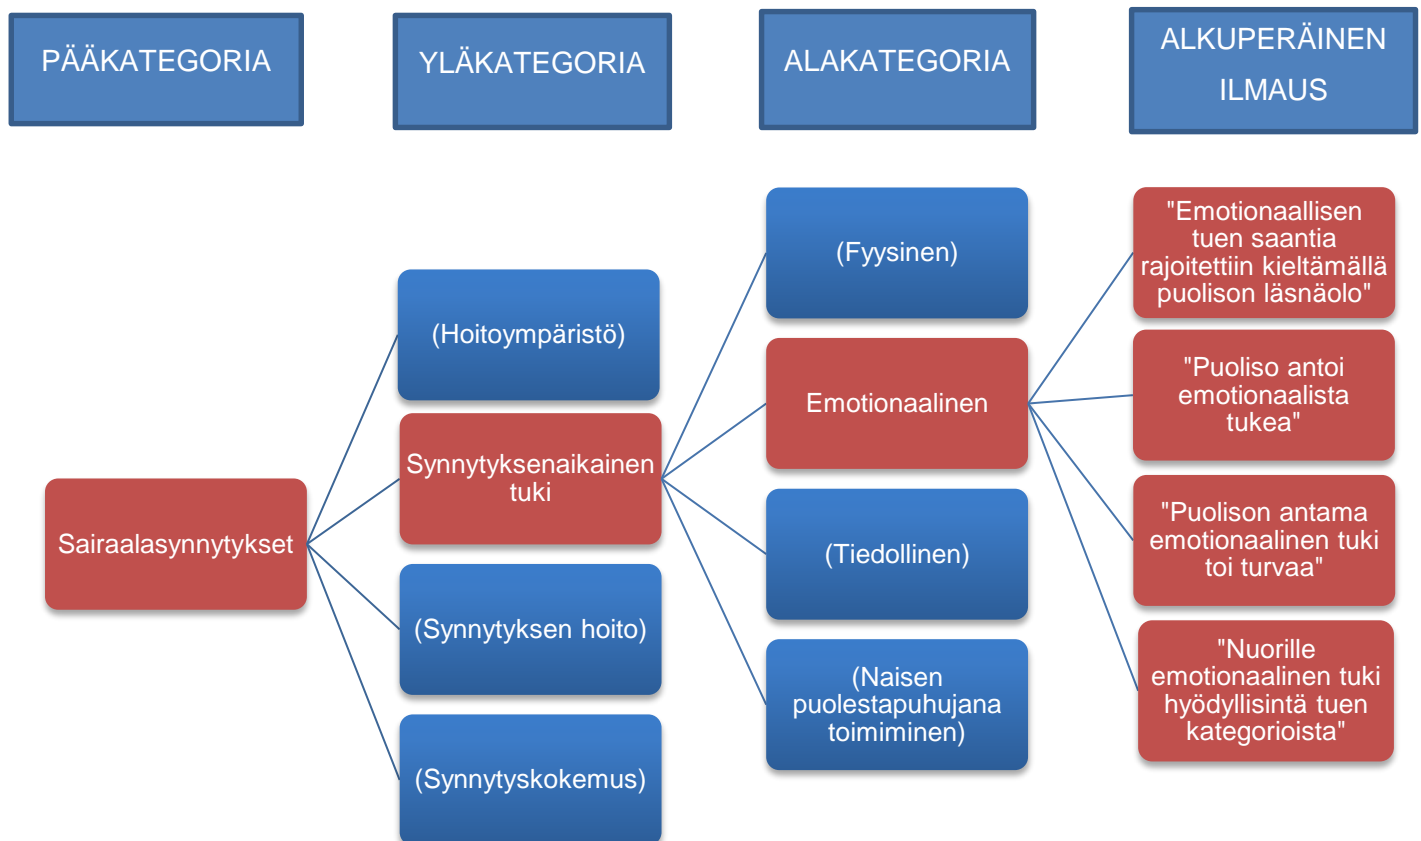 PÄÄKATEGORIA
YLÄKATEGORIA
ALAKATEGORIA
ALKUPERÄINEN
ILMAUS
Sairaalasynnytykset
(Hoitoympäristö)
Synnytyksenaikainen
tuki
(Synnytyksen hoito)
(Synnytyskokemus)
(Fyysinen)
Emotionaalinen
(Tiedollinen)
(Naisen
puolestapuhujana
toimiminen)
"Emotionaallisen
tuen saantia
rajoitettiin kieltämällä
puolison läsnäolo"
"Puoliso antoi
emotionaalista
tukea"
"Puolison antama
emotionaalinen tuki
toi turvaa"
"Nuorille
emotionaalinen tuki
hyödyllisintä tuen
kategorioista"